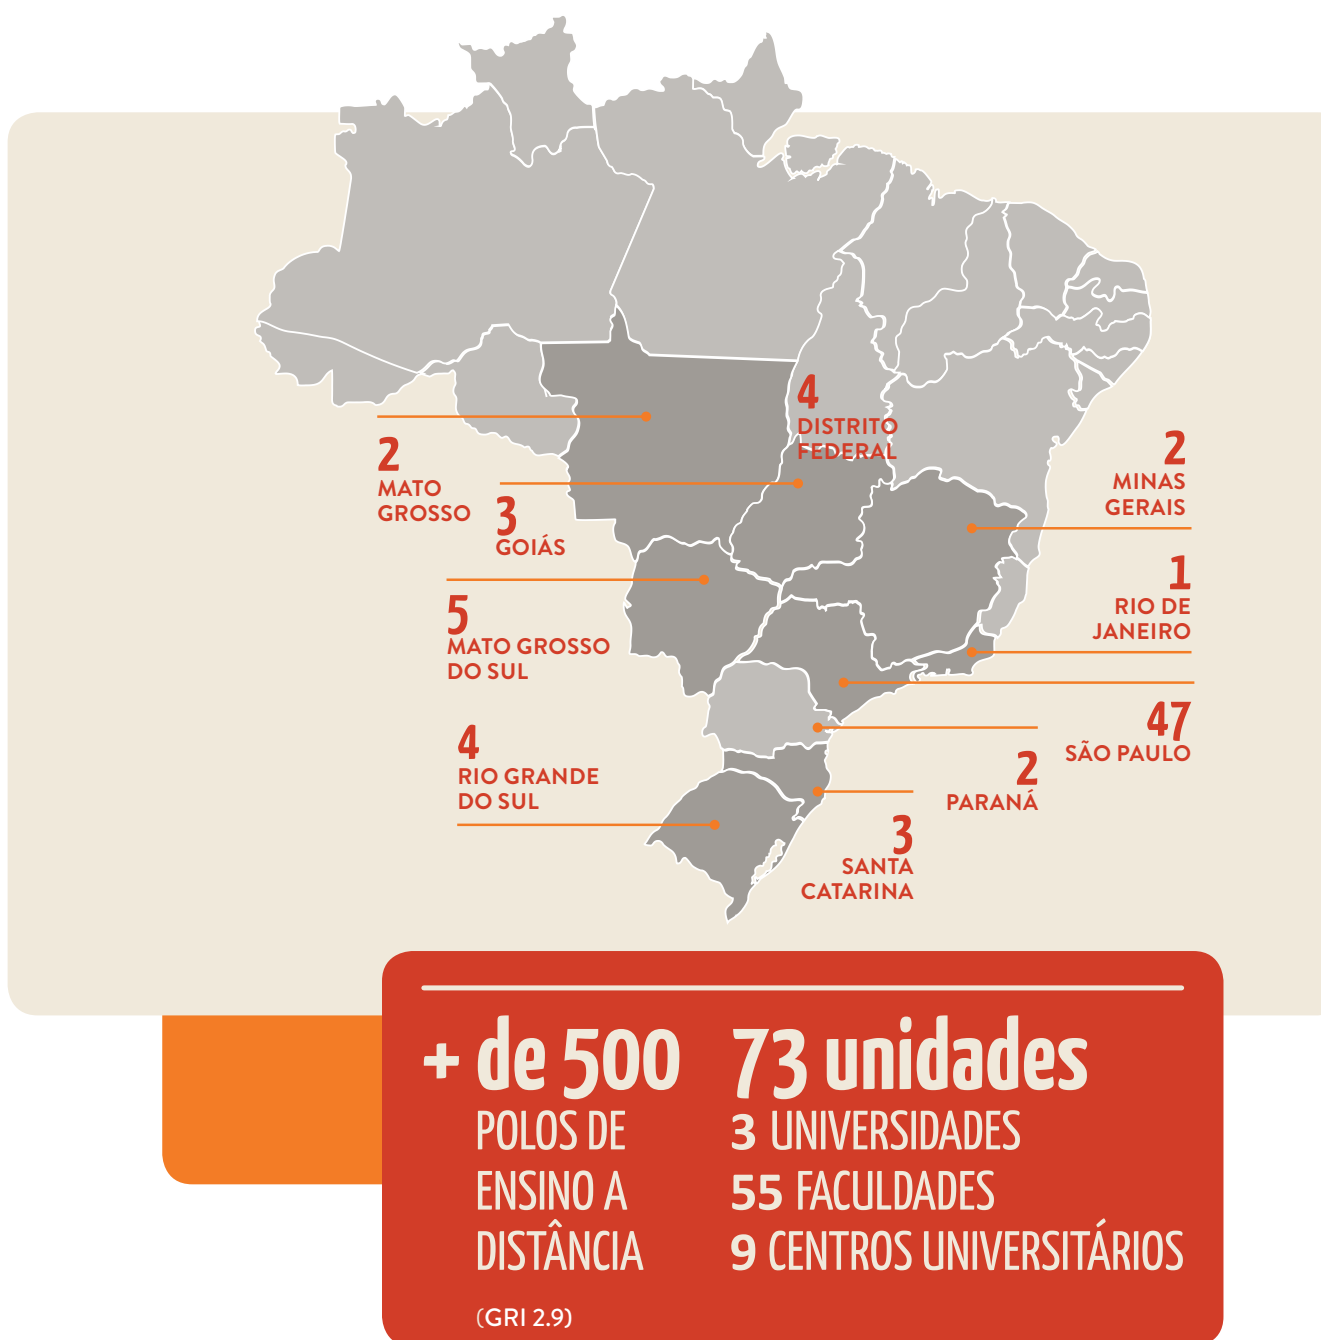 4
DISTRITO
FEDERAL
2
MATO
GROSSO
3
GOIÁS
5
MATO GROSSO
DO SUL
4
RIO GRANDE
DO SUL
2
MINAS
GERAIS
1
RIO DE
JANEIRO
47
SÃO PAULO
2
PARANÁ
3
SANTA
CATARINA
+ de 500
POLOS DE
ENSINO A
DISTÂNCIA
(GRI 2.9)
73 unidades
3 UNIVERSIDADES
55 FACULDADES
9 CENTROS UNIVERSITÁRIOS